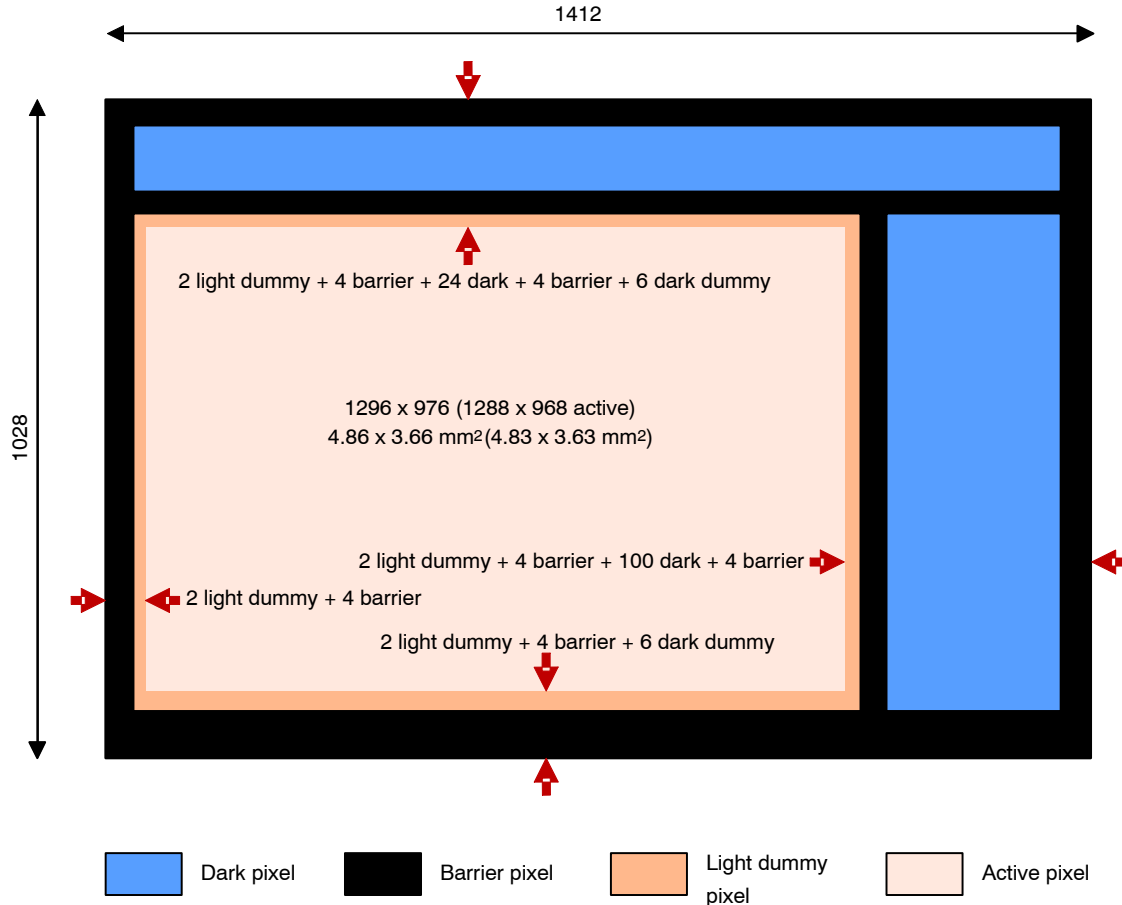 1412
1028
2 light dummy + 4 barrier + 24 dark + 4 barrier + 6 dark dummy
1296 x 976 (1288 x 968 active)
4.86 x 3.66 mm² (4.83 x 3.63 mm²)
2 light dummy + 4 barrier + 100 dark + 4 barrier
2 light dummy + 4 barrier
2 light dummy + 4 barrier + 6 dark dummy
Dark pixel
Barrier pixel
Light dummy
pixel
Active pixel